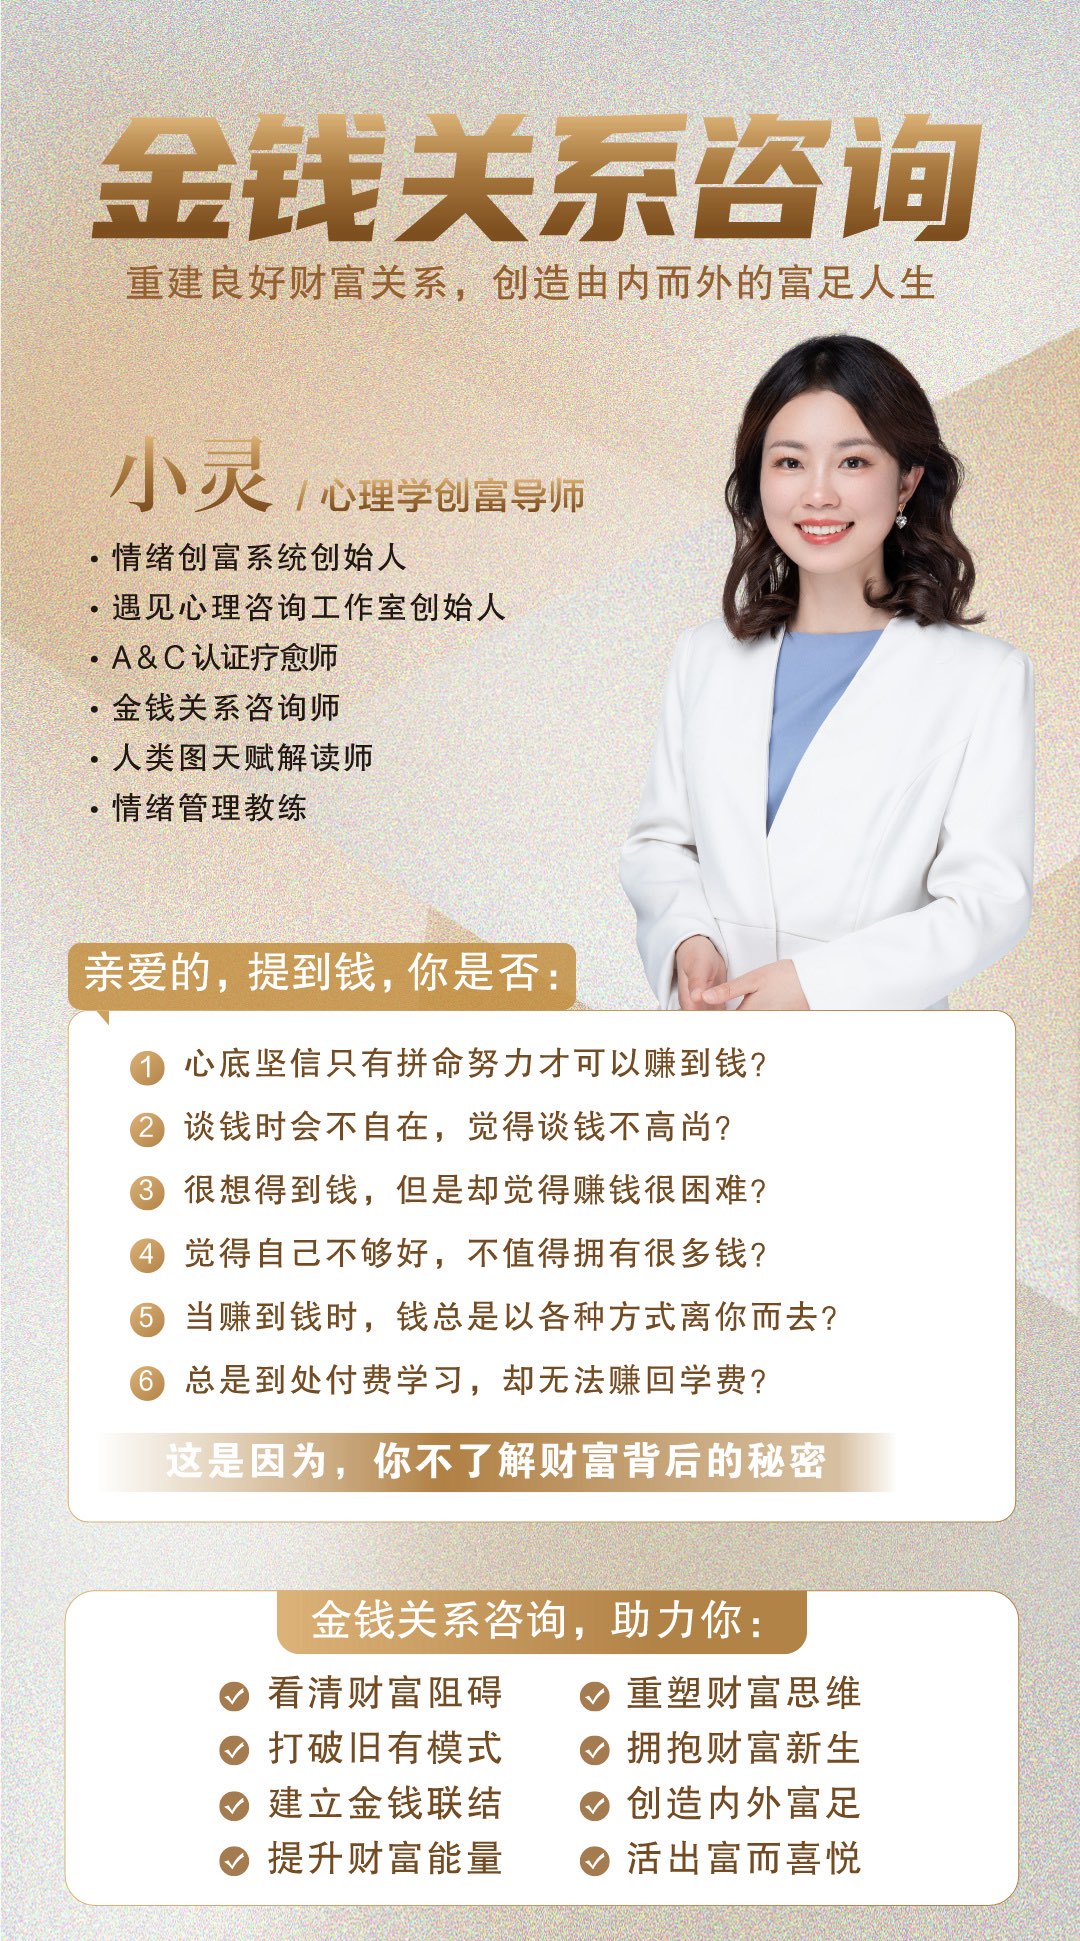 金钱关系咨询
重建良好财富关系，创造由内而外的富足人生
小灵 / 心理学创富导师
· 情绪创富系统创始人
· 遇见心理咨询工作室创始人
· A&C 认证疗愈师
· 金钱关系咨询师
· 人类图天赋解读师
· 情绪管理教练
亲爱的，提到钱，你是否：
1 心底坚信只有拼命努力才可以赚到钱？
2 谈钱时会不自在，觉得谈钱不高尚？
3 很想得到钱，但是却觉得赚钱很困难？
4 觉得自己不够好，不值得拥有很多钱？
5 当赚到钱时，钱总是以各种方式离你而去？
6 总是到处付费学习，却无法赚回学费？
这是因为，你不了解财富背后的秘密
金钱关系咨询，助力你：
看清财富阻碍 重塑财富思维
打破旧有模式 拥抱财富新生
建立金钱联结 创造内外富足
提升财富能量 活出富而喜悦